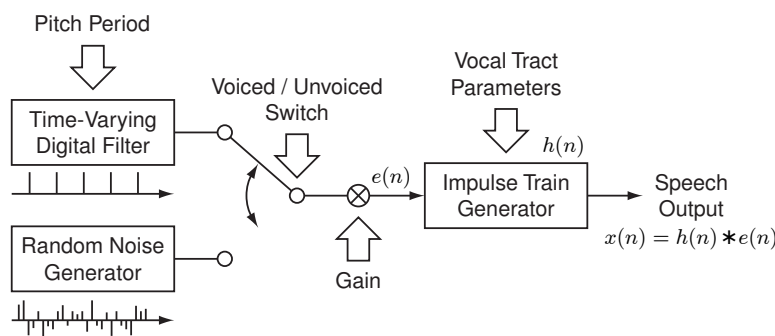 Pitch Period
Time-Varying
Digital Filter
Random Noise
Generator
Voiced / Unvoiced
Switch
e(n)
Gain
Vocal Tract
Parameters
h(n)
Impulse Train
Generator
Speech
Output
x(n) = h(n) ∗ e(n)